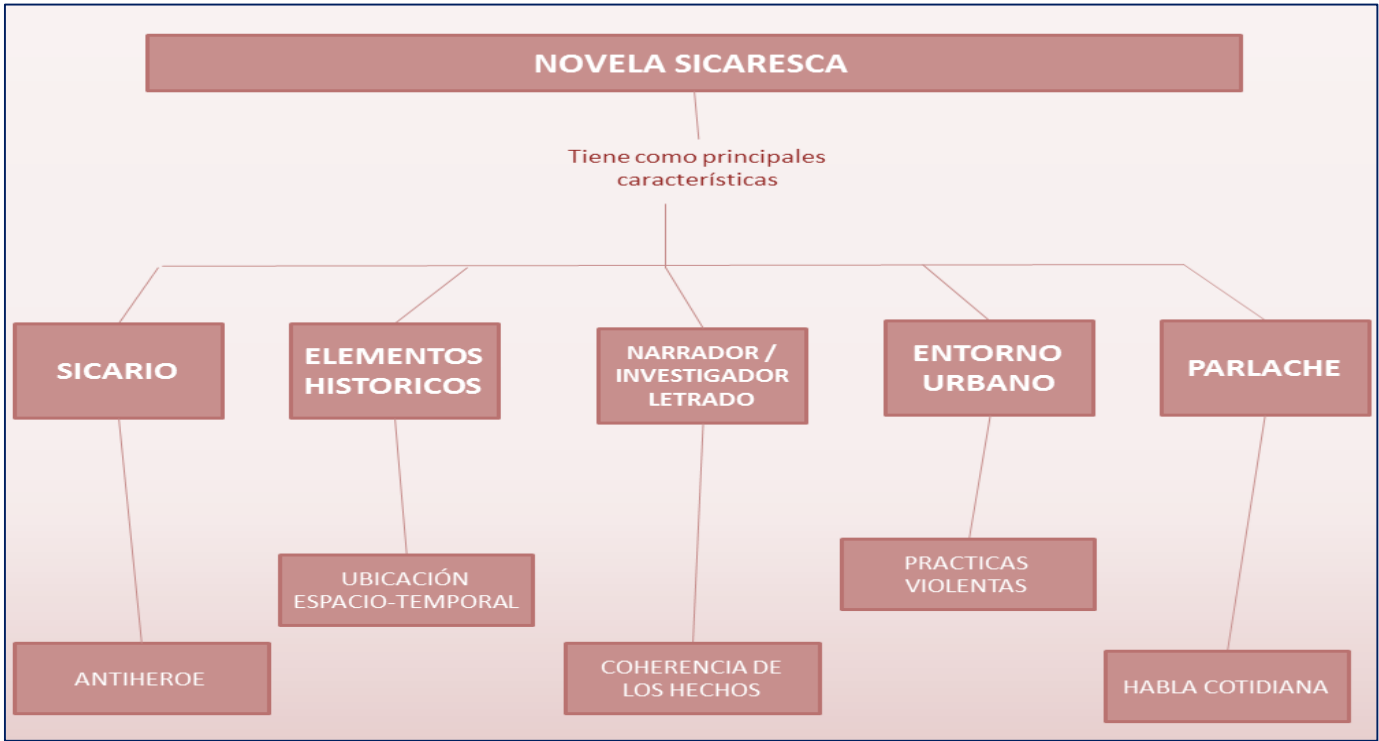 NOVELA SICARESCA
Tiene como principales
características
SICARIO
ELEMENTOS
HISTORICOS
NARRADOR /
INVESTIGADOR
LETRADO
ENTORNO
URBANO
PARLACHE
UBICACIÓN
ESPACIO-TEMPORAL
PRACTICAS
VIOLENTAS
ANTIHEROE
COHERENCIA DE
LOS HECHOS
HABLA COTIDIANA